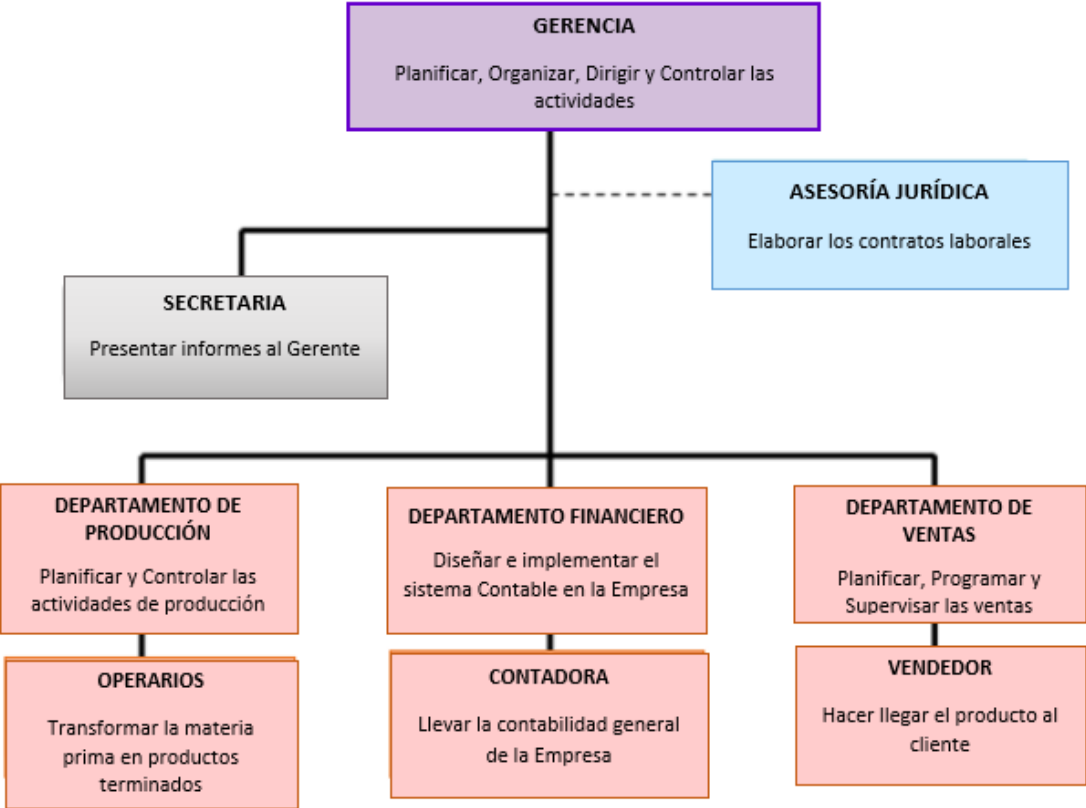 GERENCIA
Planificar, Organizar, Dirigir y Controlar las
actividades
ASESORÍA JURÍDICA
Elaborar los contratos laborales
SECRETARIA
Presentar informes al Gerente
DEPARTAMENTO DE
PRODUCCIÓN
Planificar y Controlar las
actividades de producción
DEPARTAMENTO FINANCIERO
Diseñar e implementar el
sistema Contable en la Empresa
DEPARTAMENTO DE
VENTAS
Planificar, Programar y
Supervisar las ventas
OPERARIOS
Transformar la materia
prima en productos
terminados
CONTADORA
Llevar la contabilidad general
de la Empresa
VENDEDOR
Hacer llegar el producto al
cliente